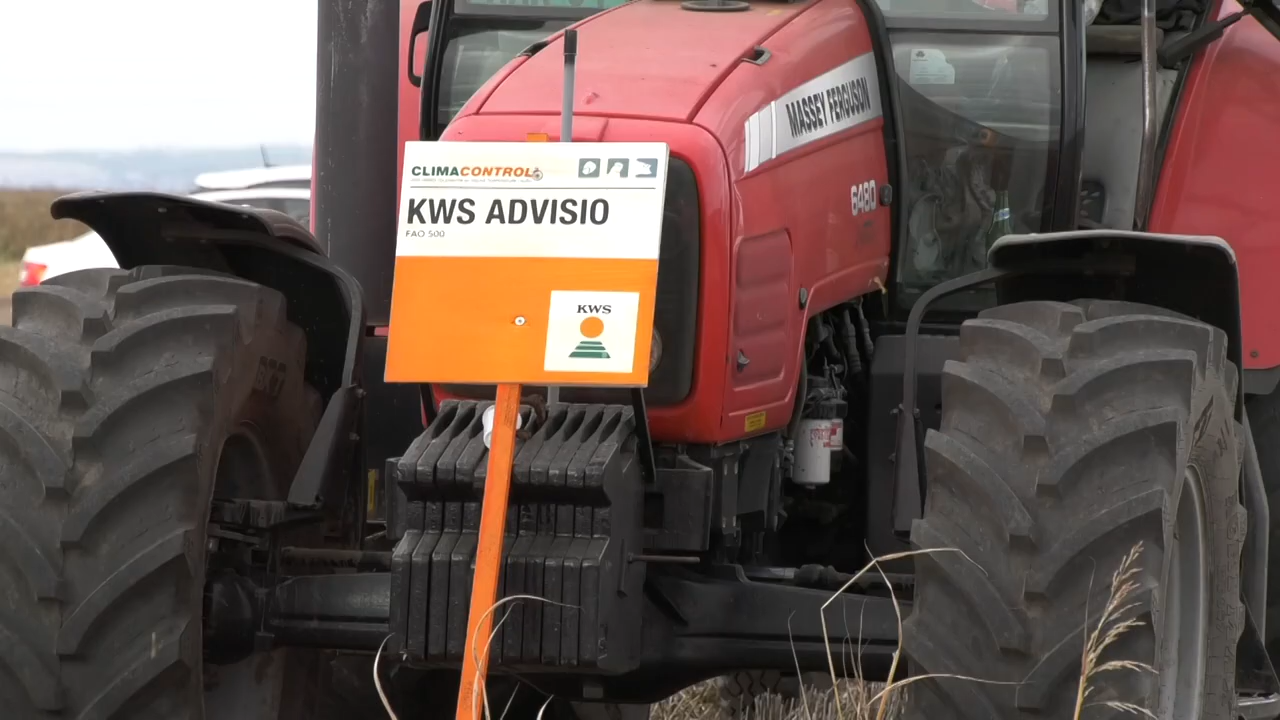 MASSEY FERGUSON
6480
CLIMACONTROL
KWS ADVISIO
FAO 500
KWS